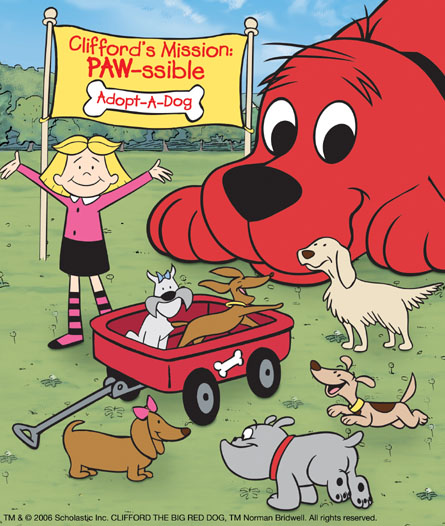 Clifford's Mission:
PAW-ssible
Adopt-A-Dog
TM & © 2006 Scholastic Inc. CLIFFORD THE BIG RED DOG, TM Norman Bridwell. All rights reserved.